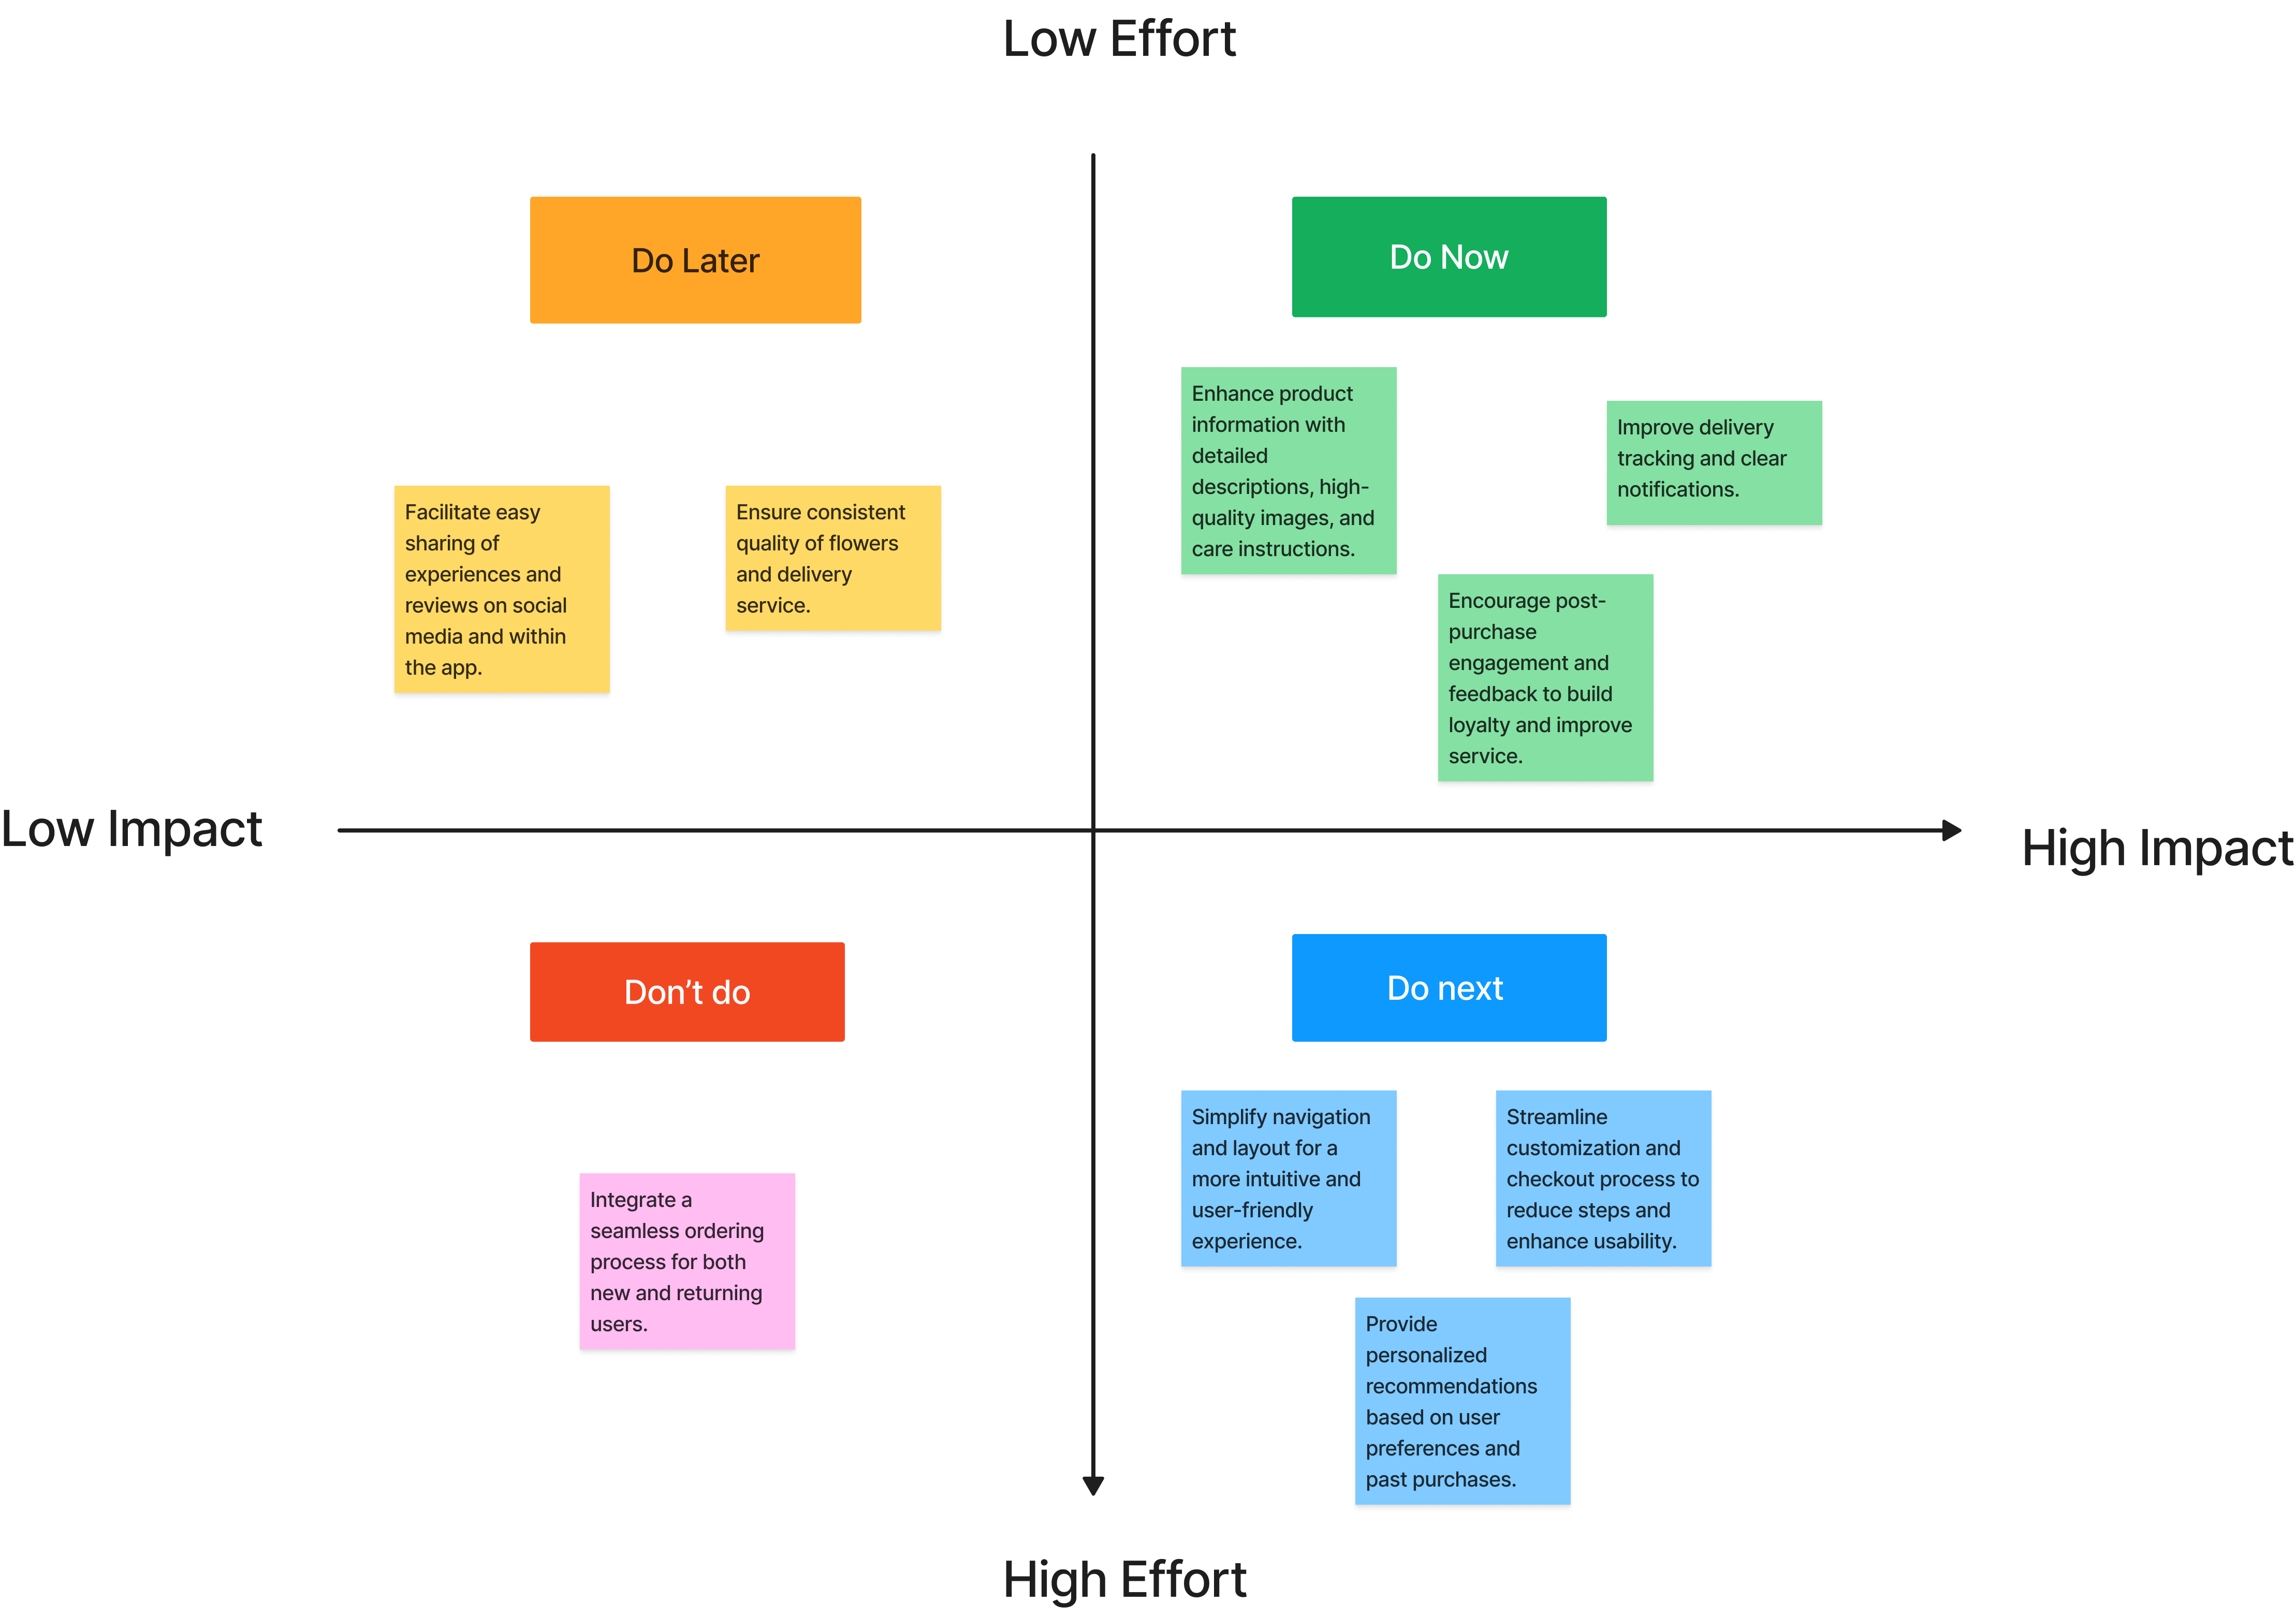 Low Effort
Do Later
Do Now
Enhance product
information with
detailed
descriptions, high-
quality images, and
care instructions.
Improve delivery
tracking and clear
notifications.
Facilitate easy
sharing of
experiences and
reviews on social
media and within
the app.
Ensure consistent
quality of flowers
and delivery
service.
Encourage post-
purchase
engagement and
feedback to build
loyalty and improve
service.
Low Impact
High Impact
Don’t do
Do next
Simplify navigation
and layout for a
more intuitive and
user-friendly
experience.
Streamline
customization and
checkout process to
reduce steps and
enhance usability.
Integrate a
seamless ordering
process for both
new and returning
users.
Provide
personalized
recommendations
based on user
preferences and
past purchases.
High Effort